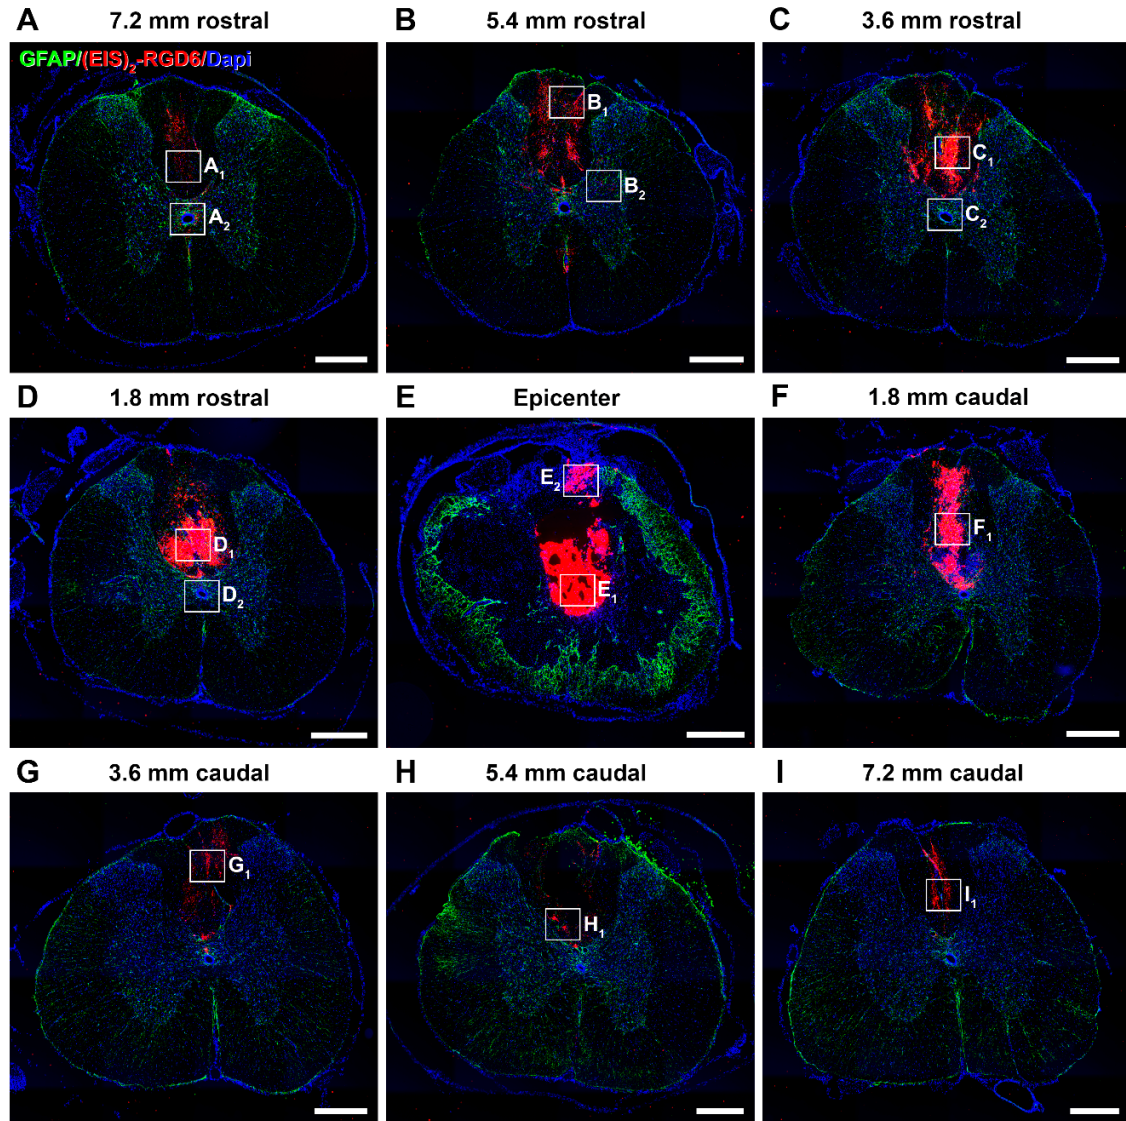 A 7.2 mm rostral
B 5.4 mm rostral
C 3.6 mm rostral
GFAP/(EIS)2-RGD6/Dapi
A1
A2
B1
B2
C1
C2
D 1.8 mm rostral
E Epicenter
F 1.8 mm caudal
D1
D2
E2
E1
F1
G 3.6 mm caudal
H 5.4 mm caudal
I 7.2 mm caudal
G1
H1
I1